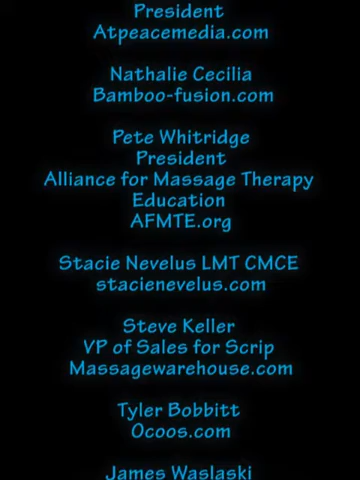 President
Atpeacemedia.com
Nathalie Cecilia
Bamboo-fusion.com
Pete Whitridge
President
Alliance for Massage Therapy
Education
AFMTE.org
Stacie Nevelus LMT CMCE
stacienevelus.com
Steve Keller
VP of Sales for Scrip
Massagewarehouse.com
Tyler Bobbitt
Ocoos.com
James Waslaski